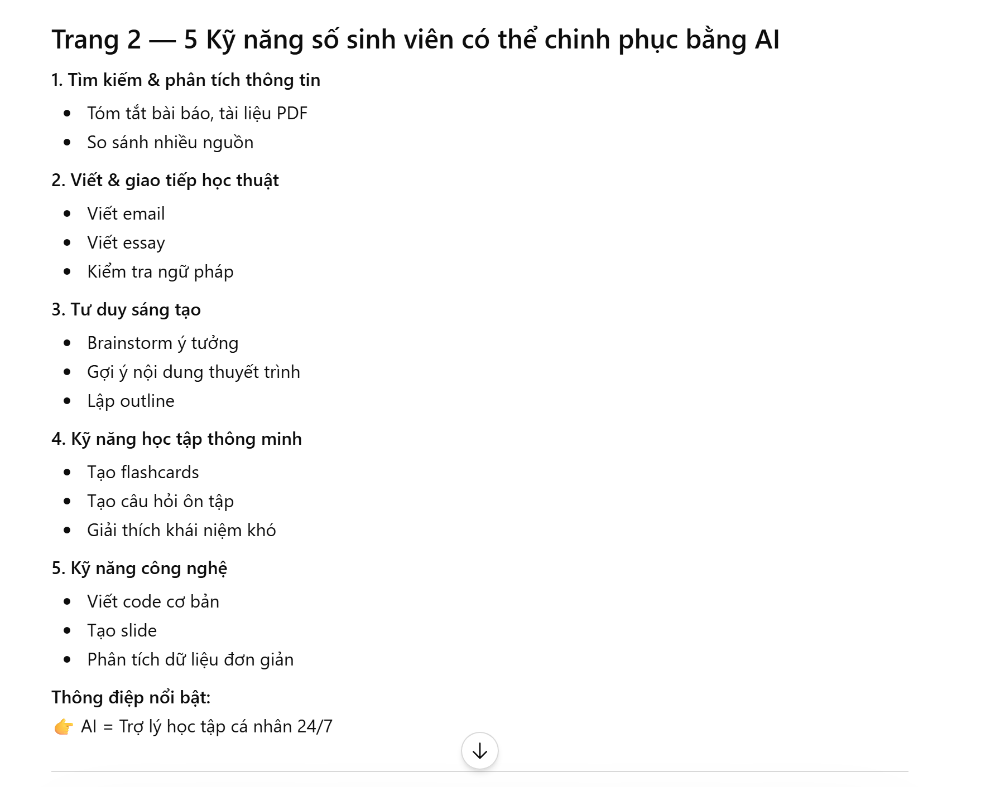 Trang 2 — 5 Kỹ năng số sinh viên có thể chinh phục bằng AI
1. Tìm kiếm & phân tích thông tin
• Tóm tắt bài báo, tài liệu PDF
• So sánh nhiều nguồn
2. Viết & giao tiếp học thuật
• Viết email
• Viết essay
• Kiểm tra ngữ pháp
3. Tư duy sáng tạo
• Brainstorm ý tưởng
• Gợi ý nội dung thuyết trình
• Lập outline
4. Kỹ năng học tập thông minh
• Tạo flashcards
• Tạo câu hỏi ôn tập
• Giải thích khái niệm khó
5. Kỹ năng công nghệ
• Viết code cơ bản
• Tạo slide
• Phân tích dữ liệu đơn giản
Thông điệp nổi bật:
👉 AI = Trợ lý học tập cá nhân 24/7